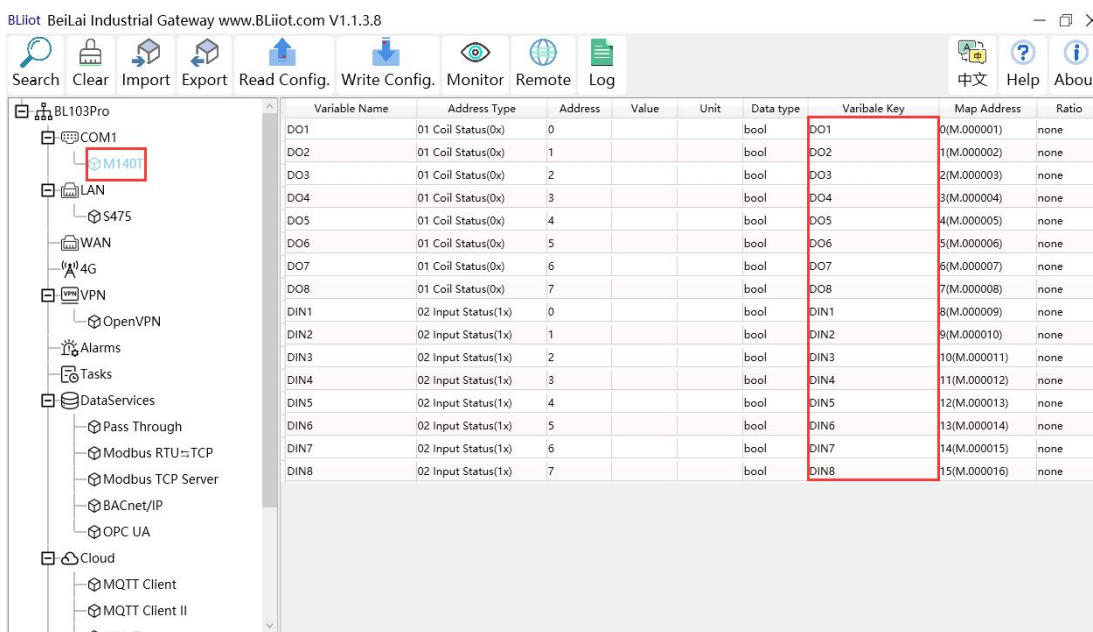 BLiiot BeiLai Industrial Gateway www.BLiiot.com V1.1.3.8
Search Clear Import Export Read Config. Write Config. Monitor Remote Log 中文 Help Abou
BL103Pro
COM1
M140T
LAN
S475
WAN
4G
VPN
OpenVPN
Alarms
Tasks
DataServices
Pass Through
Modbus RTU⇆TCP
Modbus TCP Server
BACnet/IP
OPC UA
Cloud
MQTT Client
MQTT Client II
Variable Name Address Type Address Value Unit Data type Varibale Key Map Address Ratio
DO1 01 Coil Status(0x) 0 bool DO1 0(M.000001) none
DO2 01 Coil Status(0x) 1 bool DO2 1(M.000002) none
DO3 01 Coil Status(0x) 2 bool DO3 2(M.000003) none
DO4 01 Coil Status(0x) 3 bool DO4 3(M.000004) none
DO5 01 Coil Status(0x) 4 bool DO5 4(M.000005) none
DO6 01 Coil Status(0x) 5 bool DO6 5(M.000006) none
DO7 01 Coil Status(0x) 6 bool DO7 6(M.000007) none
DO8 01 Coil Status(0x) 7 bool DO8 7(M.000008) none
DIN1 02 Input Status(1x) 0 bool DIN1 8(M.000009) none
DIN2 02 Input Status(1x) 1 bool DIN2 9(M.000010) none
DIN3 02 Input Status(1x) 2 bool DIN3 10(M.000011) none
DIN4 02 Input Status(1x) 3 bool DIN4 11(M.000012) none
DIN5 02 Input Status(1x) 4 bool DIN5 12(M.000013) none
DIN6 02 Input Status(1x) 5 bool DIN6 13(M.000014) none
DIN7 02 Input Status(1x) 6 bool DIN7 14(M.000015) none
DIN8 02 Input Status(1x) 7 bool DIN8 15(M.000016) none